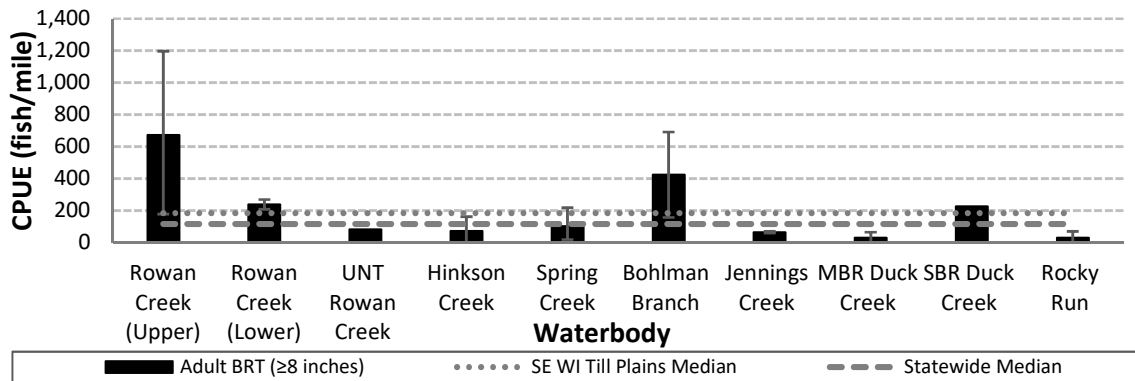 CPUE (fish/mile)
1,400
1,200
1,000
800
600
400
200
0
Rowan Creek (Upper)
Rowan Creek (Lower)
UNT Rowan Creek
Hinkson Creek
Spring Creek
Bohlman Branch
Jennings Creek
MBR Duck Creek
SBR Duck Creek
Rocky Run
Waterbody
Adult BRT (≥8 inches)
SE WI Till Plains Median
Statewide Median